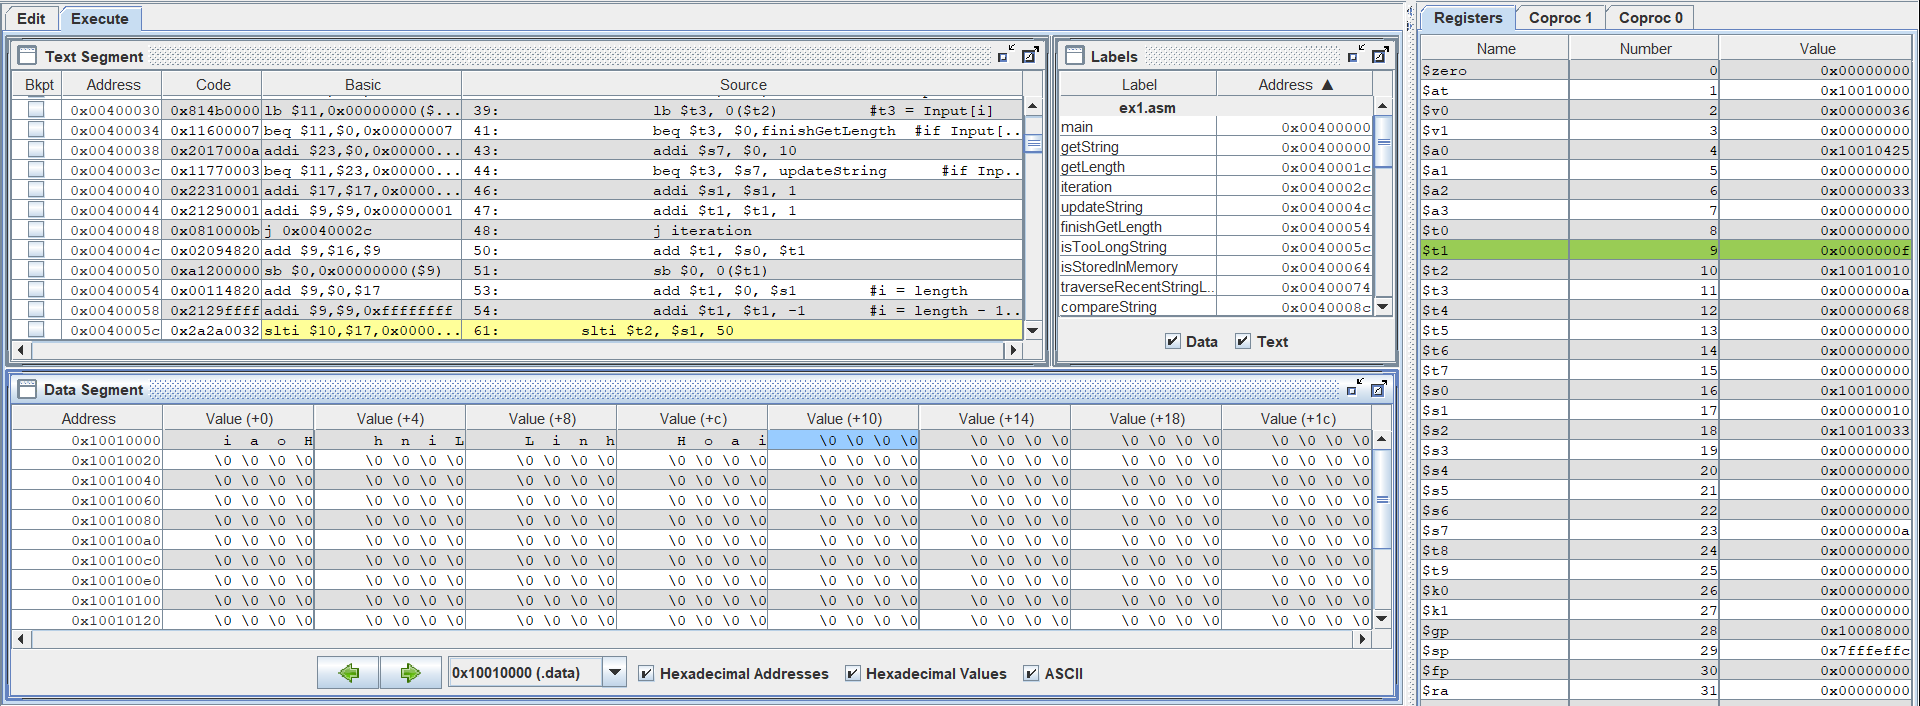 Edit Execute
Text Segment
Bkpt Address Code Basic Source
0x00400030 0x814b0000 lb $11,0x00000000($... 39: lb $t3, 0($t2) #t3 = Input[i]
0x00400034 0x11600007 beq $11,$0,0x00000007 41: beq $t3, $0,finishGetLength #if Input[...
0x00400038 0x2017000a addi $23,$0,0x0000... 43: addi $s7, $0, 10
0x0040003c 0x11770003 beq $11,$23,0x0000... 44: beq $t3, $s7, updateString #if Inp...
0x00400040 0x22310001 addi $17,$17,0x0000... 46: addi $s1, $s1, 1
0x00400044 0x21290001 addi $9,$9,0x00000001 47: addi $t1, $t1, 1
0x00400048 0x0810000b j 0x0040002c 48: j iteration
0x0040004c 0x02094820 add $9,$16,$9 50: add $t1, $s0, $t1
0x00400050 0xa1200000 sb $0,0x00000000($9) 51: sb $0, 0($t1)
0x00400054 0x00114820 add $9,$0,$17 53: add $t1, $0, $s1 #i = length
0x00400058 0x2129ffff addi $9,$9,0xffffffff 54: addi $t1, $t1, -1 #i = length - 1...
0x0040005c 0x2a2a0032 slti $10,$17,0x0000... 61: slti $t2, $s1, 50
Labels
Label Address ▲
ex1.asm
main 0x00400000
getString 0x00400000
getLength 0x0040001c
iteration 0x0040002c
updateString 0x0040004c
finishGetLength 0x00400054
isTooLongString 0x0040005c
isStoredInMemory 0x00400064
traverseRecentStringL... 0x00400074
compareString 0x0040008c
Data Text
Data Segment
Address Value (+0) Value (+4) Value (+8) Value (+c) Value (+10) Value (+14) Value (+18) Value (+1c)
0x10010000 i a o H h n i L L i n h H o a i \0 \0 \0 \0 \0 \0 \0 \0 \0 \0 \0 \0 \0 \0 \0 \0
0x10010020 \0 \0 \0 \0 \0 \0 \0 \0 \0 \0 \0 \0 \0 \0 \0 \0 \0 \0 \0 \0 \0 \0 \0 \0 \0 \0 \0 \0 \0 \0 \0 \0
0x10010040 \0 \0 \0 \0 \0 \0 \0 \0 \0 \0 \0 \0 \0 \0 \0 \0 \0 \0 \0 \0 \0 \0 \0 \0 \0 \0 \0 \0 \0 \0 \0 \0
0x10010060 \0 \0 \0 \0 \0 \0 \0 \0 \0 \0 \0 \0 \0 \0 \0 \0 \0 \0 \0 \0 \0 \0 \0 \0 \0 \0 \0 \0 \0 \0 \0 \0
0x10010080 \0 \0 \0 \0 \0 \0 \0 \0 \0 \0 \0 \0 \0 \0 \0 \0 \0 \0 \0 \0 \0 \0 \0 \0 \0 \0 \0 \0 \0 \0 \0 \0
0x100100a0 \0 \0 \0 \0 \0 \0 \0 \0 \0 \0 \0 \0 \0 \0 \0 \0 \0 \0 \0 \0 \0 \0 \0 \0 \0 \0 \0 \0 \0 \0 \0 \0
0x100100c0 \0 \0 \0 \0 \0 \0 \0 \0 \0 \0 \0 \0 \0 \0 \0 \0 \0 \0 \0 \0 \0 \0 \0 \0 \0 \0 \0 \0 \0 \0 \0 \0
0x100100e0 \0 \0 \0 \0 \0 \0 \0 \0 \0 \0 \0 \0 \0 \0 \0 \0 \0 \0 \0 \0 \0 \0 \0 \0 \0 \0 \0 \0 \0 \0 \0 \0
0x10010100 \0 \0 \0 \0 \0 \0 \0 \0 \0 \0 \0 \0 \0 \0 \0 \0 \0 \0 \0 \0 \0 \0 \0 \0 \0 \0 \0 \0 \0 \0 \0 \0
0x10010120 \0 \0 \0 \0 \0 \0 \0 \0 \0 \0 \0 \0 \0 \0 \0 \0 \0 \0 \0 \0 \0 \0 \0 \0 \0 \0 \0 \0 \0 \0 \0 \0
0x10010000 (.data) Hexadecimal Addresses Hexadecimal Values ASCII
Registers Coproc 1 Coproc 0
Name Number Value
$zero 0 0x00000000
$at 1 0x10010000
$v0 2 0x00000036
$v1 3 0x00000000
$a0 4 0x10010425
$a1 5 0x00000000
$a2 6 0x00000033
$a3 7 0x00000000
$t0 8 0x00000000
$t1 9 0x0000000f
$t2 10 0x10010010
$t3 11 0x0000000a
$t4 12 0x00000068
$t5 13 0x00000000
$t6 14 0x00000000
$t7 15 0x00000000
$s0 16 0x10010000
$s1 17 0x00000010
$s2 18 0x10010033
$s3 19 0x00000000
$s4 20 0x00000000
$s5 21 0x00000000
$s6 22 0x00000000
$s7 23 0x0000000a
$t8 24 0x00000000
$t9 25 0x00000000
$k0 26 0x00000000
$k1 27 0x00000000
$gp 28 0x10008000
$sp 29 0x7fffeffc
$fp 30 0x00000000
$ra 31 0x00000000